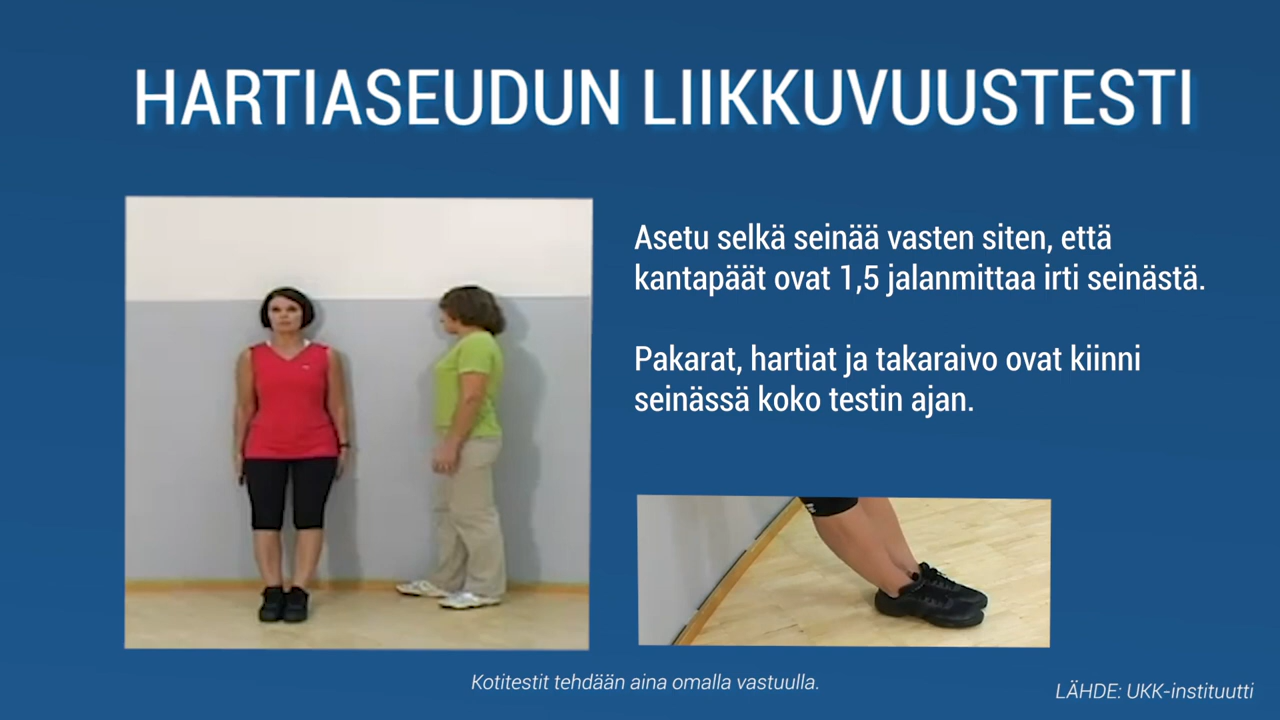 HARTIASEUDUN LIIKKUVUUSTESTI
Asetu selkä seinää vasten siten, että
kantapäät ovat 1,5 jalanmittaa irti seinästä.
Pakarat, hartiat ja takaraivo ovat kiinni
seinässä koko testin ajan.
Kotitestit tehdään aina omalla vastuulla.
LÄHDE: UKK-instituutti